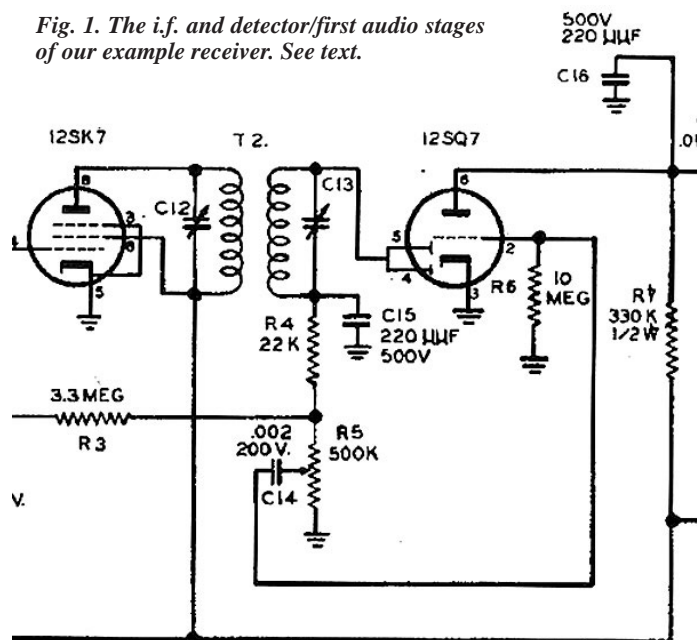 Fig. 1. The i.f. and detector/first audio stages
of our example receiver. See text.
500V
220 µµF
C16
12SK7
T 2.
12SQ7
8
C12
C13
6
3
6
5
5
4
2
3
R6
10
MEG
R7
330 K
1/2 W
C15
220 µµF
500V
R4
22 K
3.3 MEG
R3
.002
200 V.
C14
R5
500K
V.